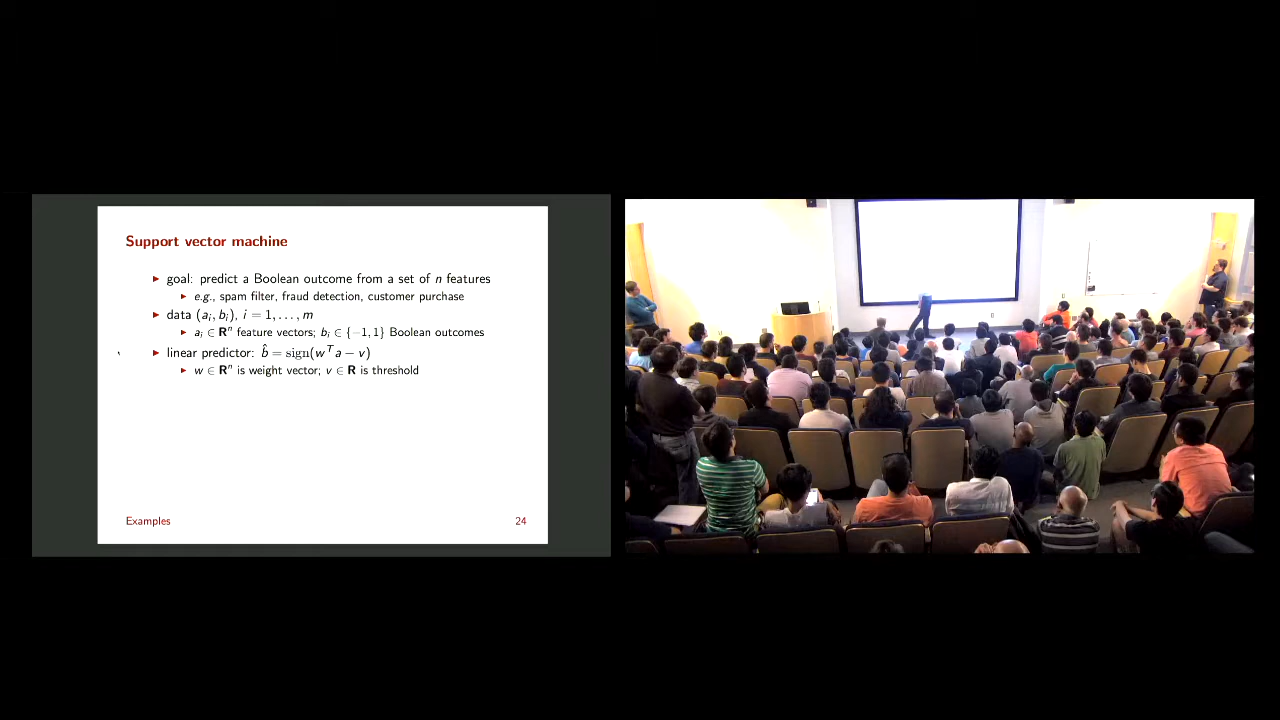 Support vector machine
▶ goal: predict a Boolean outcome from a set of n features
▶ e.g., spam filter, fraud detection, customer purchase
▶ data (aᵢ, bᵢ), i = 1, . . . , m
▶ aᵢ ∈ Rⁿ feature vectors; bᵢ ∈ {−1, 1} Boolean outcomes
▶ linear predictor: b̂ = sign(wᵀa − v)
▶ w ∈ Rⁿ is weight vector; v ∈ R is threshold
Examples 24